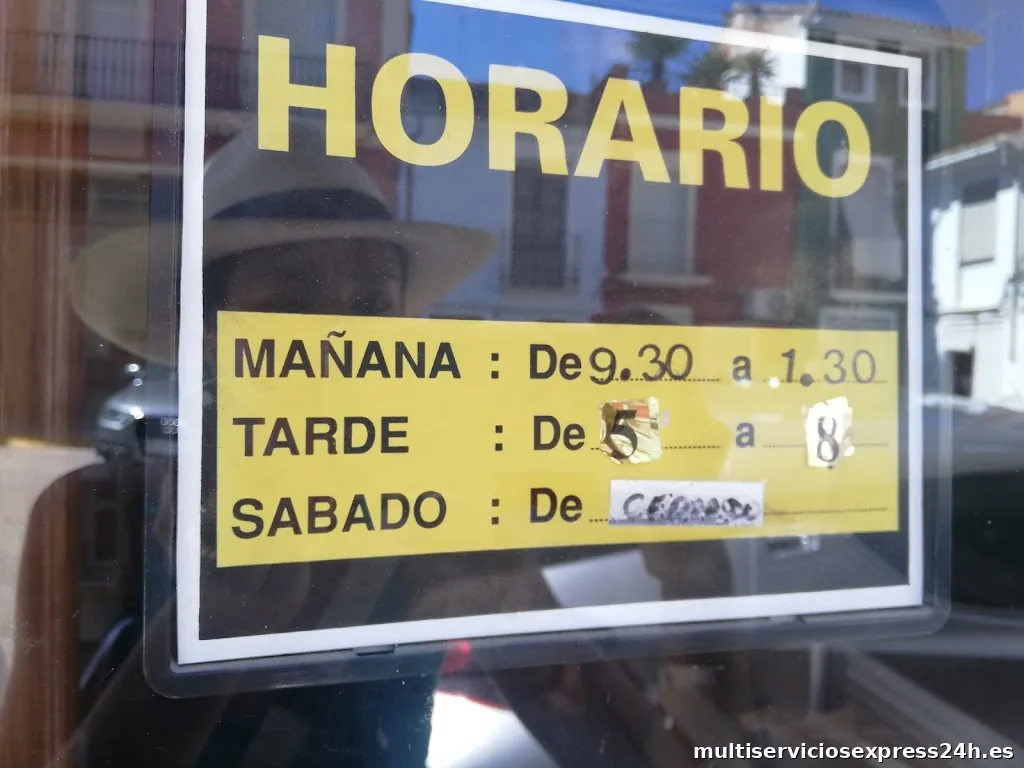 HORARIO
MAÑANA : De 9.30 a 1.30
TARDE : De 5 a 8
SABADO : De CERRADO
multiserviciosexpress24h.es